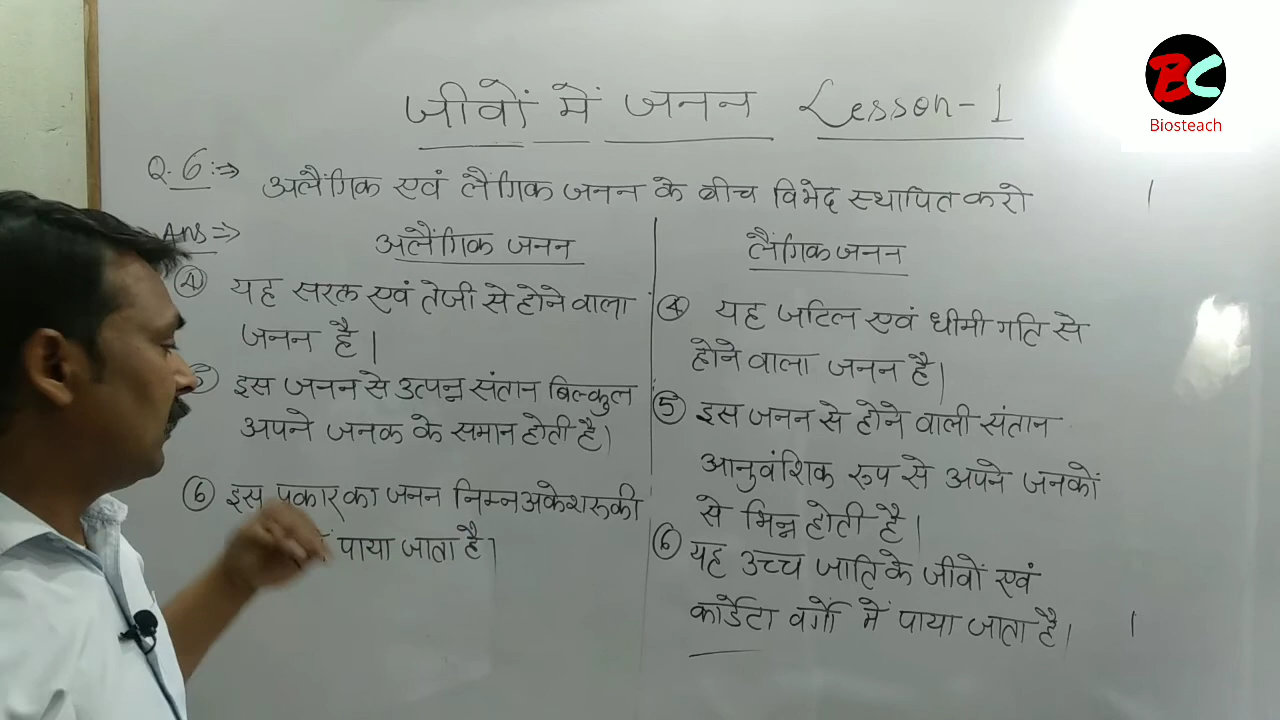 BC
Biosteach
जीवों में जनन Lesson-1
Q.6:⇒ अलैंगिक एवं लैंगिक जनन के बीच विभेद स्थापित करो
Ans⇒
अलैंगिक जनन
④ यह सरल एवं तेजी से होने वाला
जनन है।
इस जनन से उत्पन्न संतान बिल्कुल
अपने जनक के समान होती है।
⑥ इस प्रकार का जनन निम्न अकेशरुकी
पाया जाता है।
लैंगिक जनन
④ यह जटिल एवं धीमी गति से
होने वाला जनन है।
⑤ इस जनन से होने वाली संतान
आनुवंशिक रुप से अपने जनकों
से भिन्न होती है।
⑥ यह उच्च जाति के जीवों एवं
कार्डेटा वर्गो में पाया जाता है।